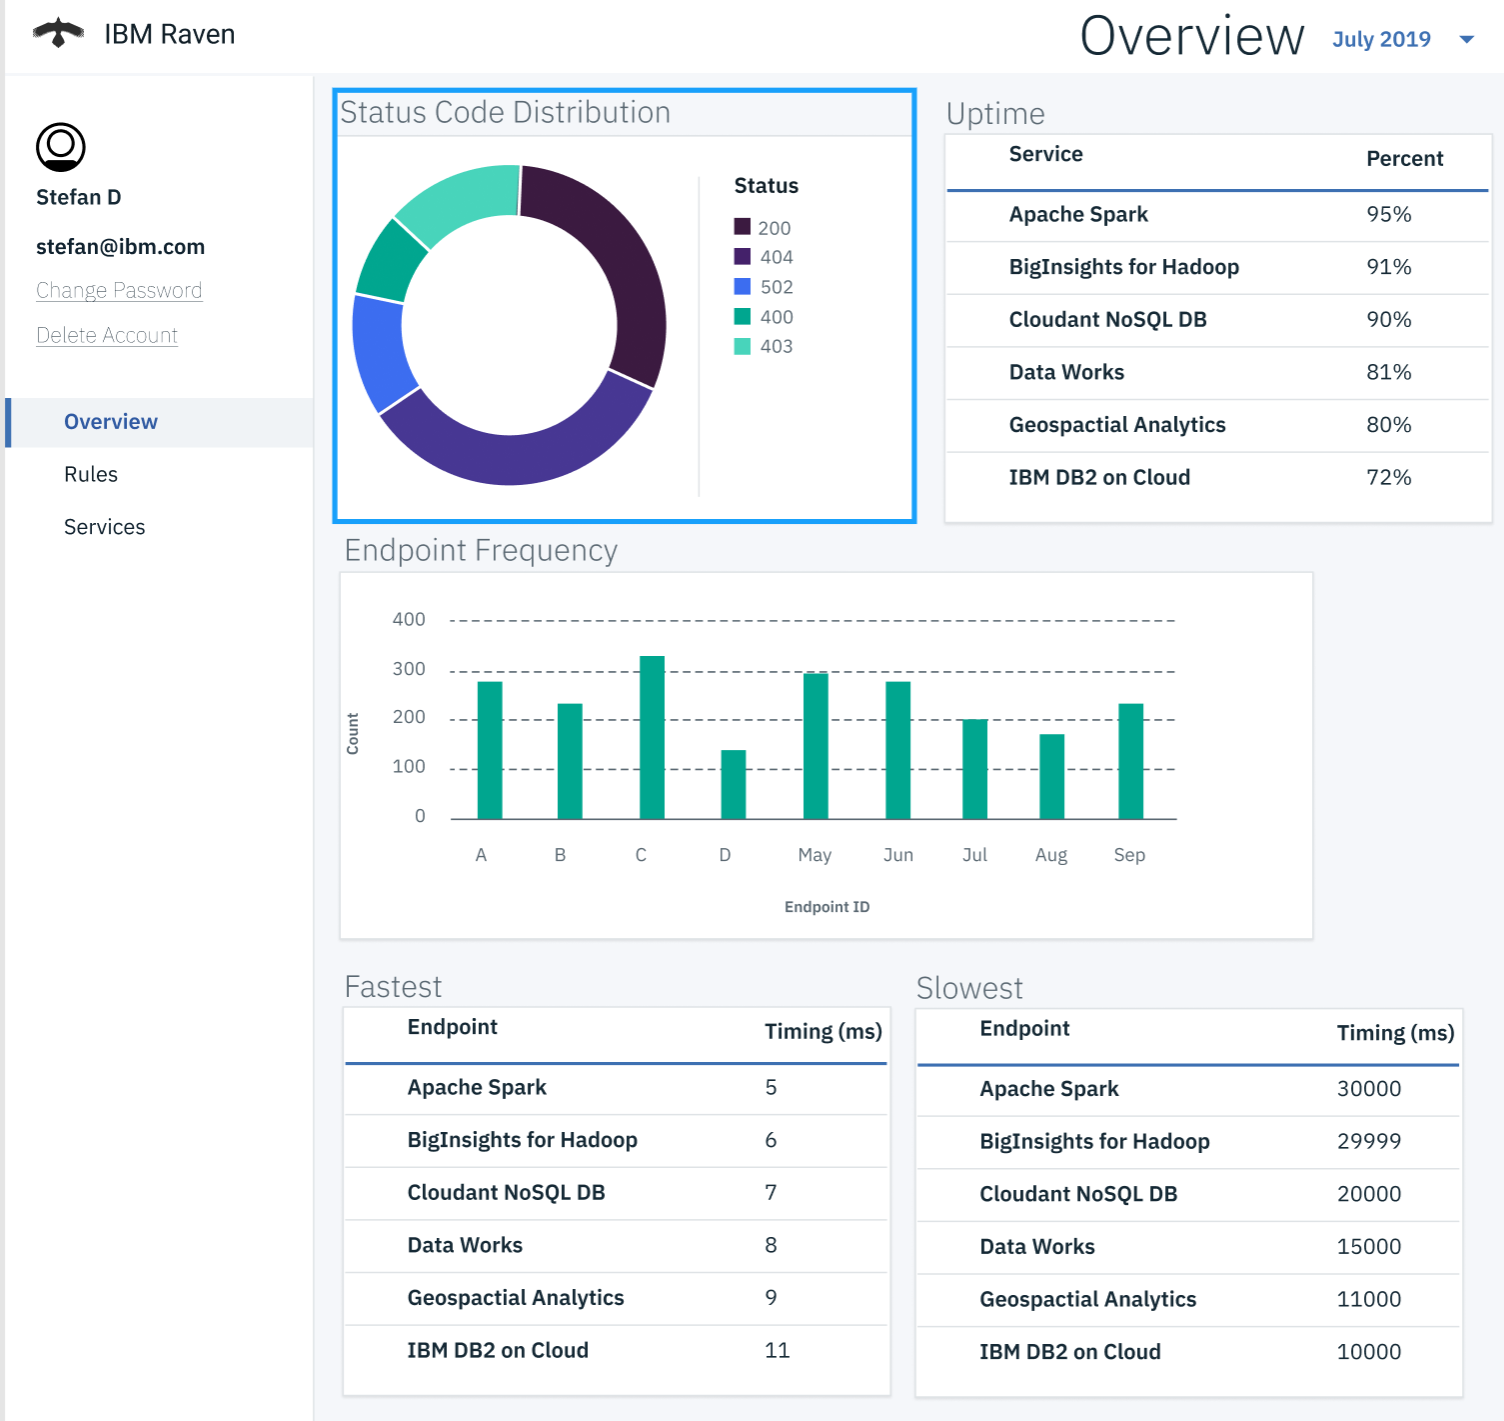 IBM Raven
Overview July 2019
Stefan D
stefan@ibm.com
Change Password
Delete Account
Overview
Rules
Services
Status Code Distribution
Status
200
404
502
400
403
Uptime
Service Percent
Apache Spark 95%
BigInsights for Hadoop 91%
Cloudant NoSQL DB 90%
Data Works 81%
Geospactial Analytics 80%
IBM DB2 on Cloud 72%
Endpoint Frequency
400
300
200
100
0
Count
A B C D May Jun Jul Aug Sep
Endpoint ID
Fastest
Endpoint Timing (ms)
Apache Spark 5
BigInsights for Hadoop 6
Cloudant NoSQL DB 7
Data Works 8
Geospactial Analytics 9
IBM DB2 on Cloud 11
Slowest
Endpoint Timing (ms)
Apache Spark 30000
BigInsights for Hadoop 29999
Cloudant NoSQL DB 20000
Data Works 15000
Geospactial Analytics 11000
IBM DB2 on Cloud 10000